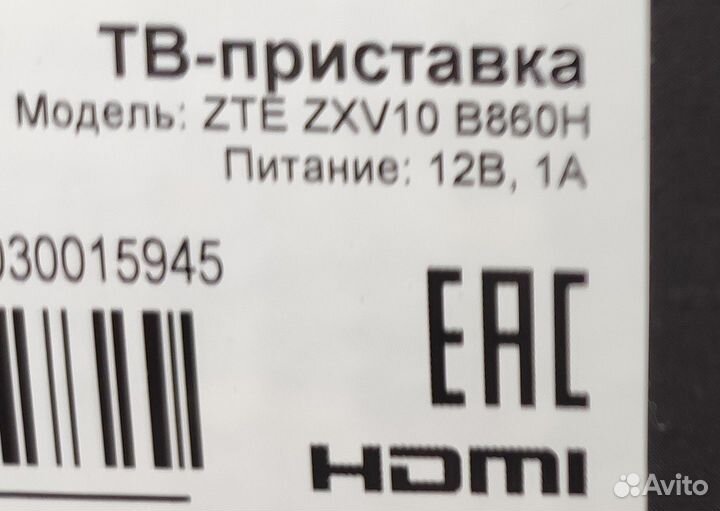 ТВ-приставка
Модель: ZTE ZXV10 B860H
Питание: 12В, 1А
030015945
EAC
HDMI
Avito